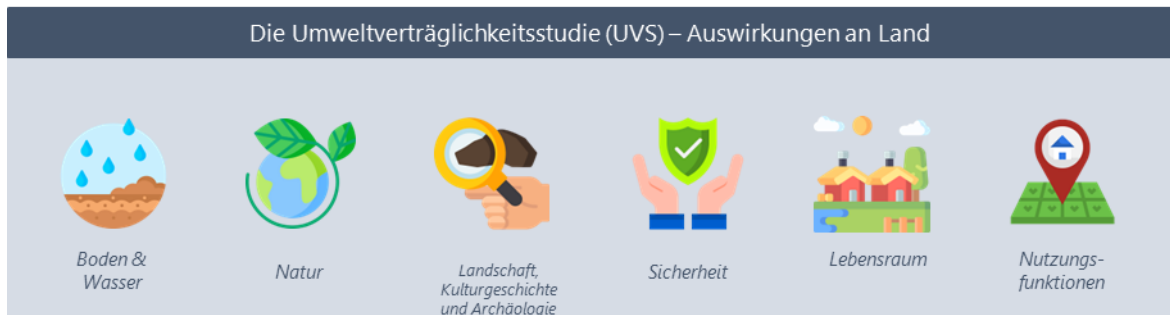 Die Umweltverträglichkeitsstudie (UVS) – Auswirkungen an Land
Boden &
Wasser
Natur
Landschaft,
Kulturgeschichte
und Archäologie
Sicherheit
Lebensraum
Nutzungs-
funktionen